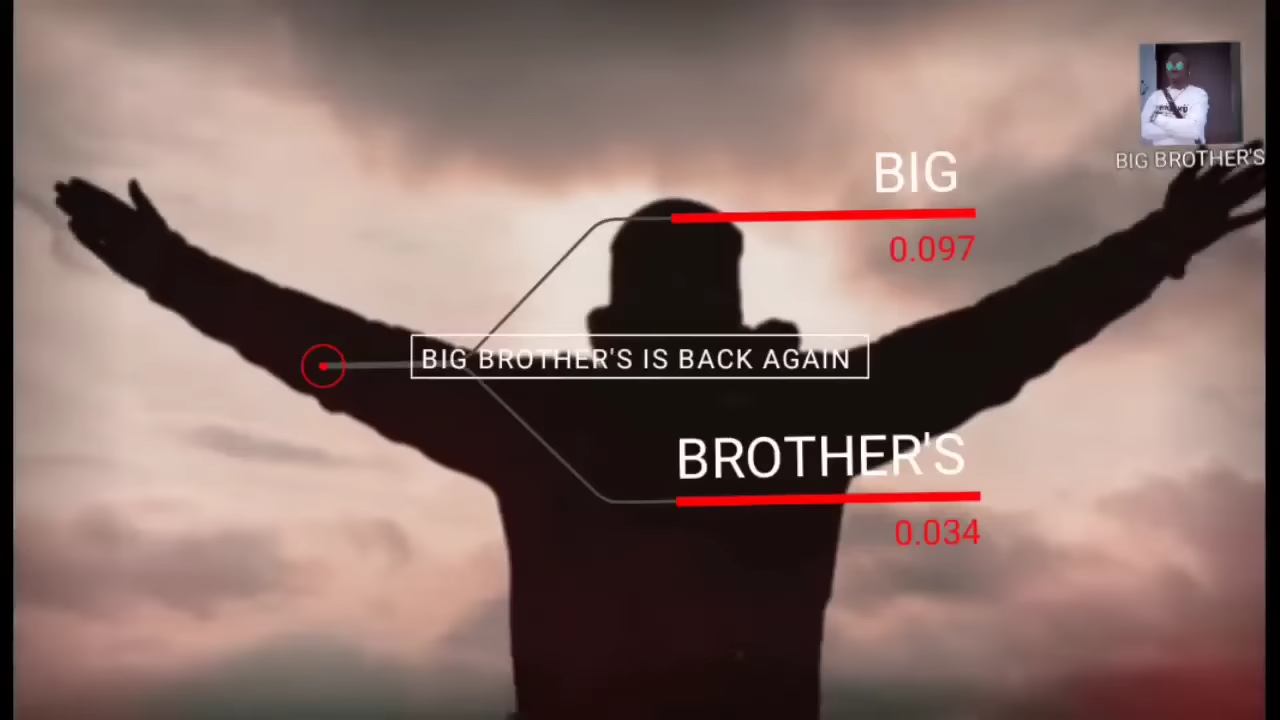 BIG BROTHER'S
BIG
0.097
BIG BROTHER'S IS BACK AGAIN
BROTHER'S
0.034